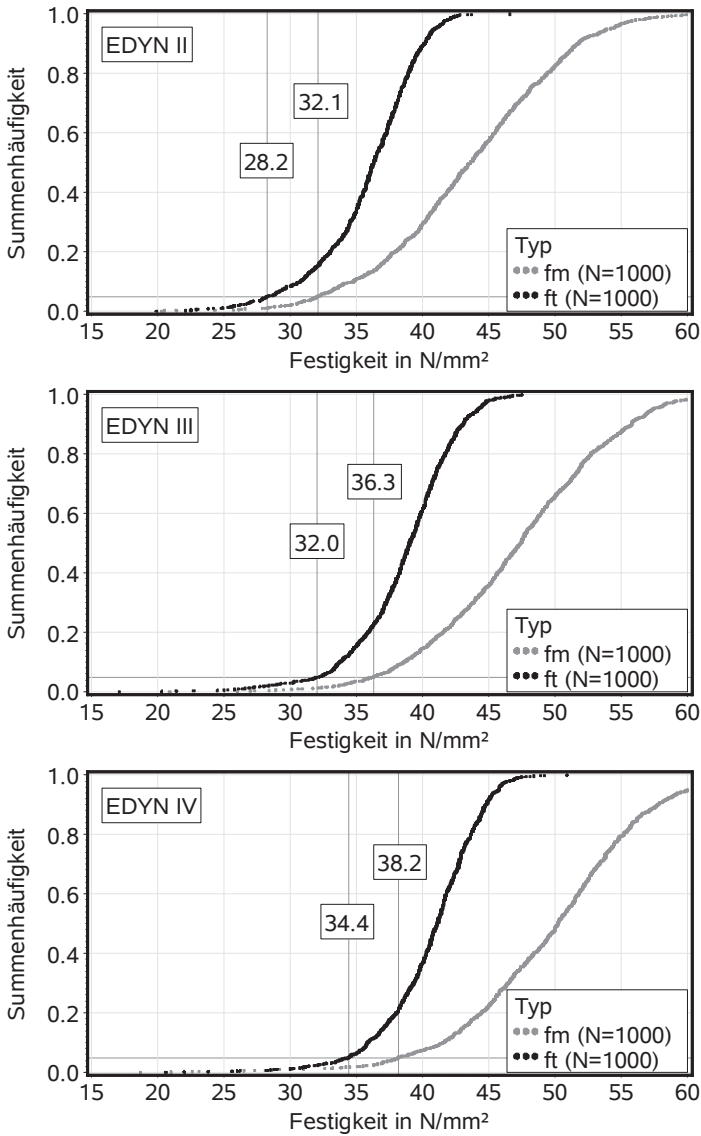 1.0
EDYN II
0.8
32.1
0.6
28.2
0.4
Summenhäufigkeit
Typ
0.2
fm (N=1000)
ft (N=1000)
0.0
15 20 25 30 35 40 45 50 55 60
Festigkeit in N/mm²
1.0
EDYN III
0.8
36.3
0.6
32.0
0.4
Summenhäufigkeit
Typ
0.2
fm (N=1000)
ft (N=1000)
0.0
15 20 25 30 35 40 45 50 55 60
Festigkeit in N/mm²
1.0
EDYN IV
0.8
38.2
0.6
34.4
0.4
Summenhäufigkeit
Typ
0.2
fm (N=1000)
ft (N=1000)
0.0
15 20 25 30 35 40 45 50 55 60
Festigkeit in N/mm²